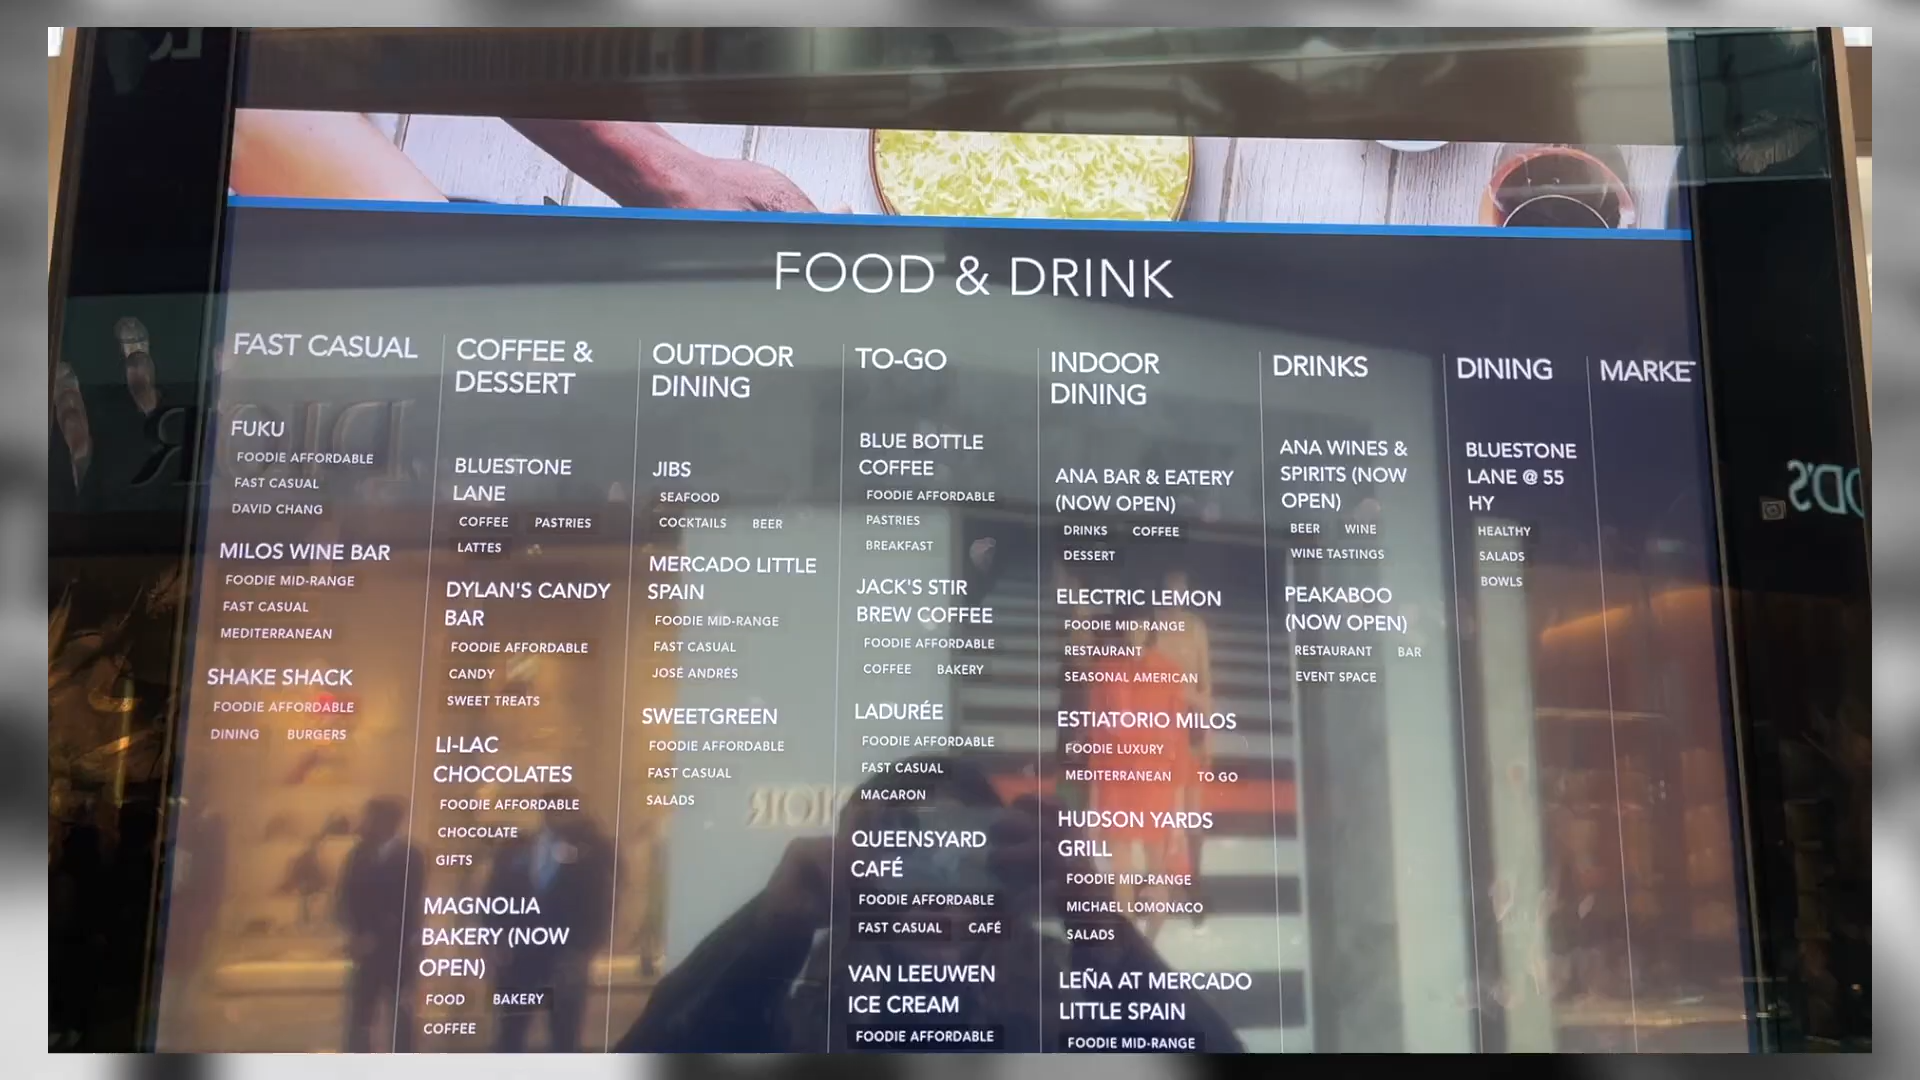 FOOD & DRINK
FAST CASUAL
FUKU
FOODIE AFFORDABLE
FAST CASUAL
DAVID CHANG
MILOS WINE BAR
FOODIE MID-RANGE
FAST CASUAL
MEDITERRANEAN
SHAKE SHACK
FOODIE AFFORDABLE
DINING BURGERS
COFFEE &
DESSERT
BLUESTONE
LANE
COFFEE PASTRIES
LATTES
DYLAN'S CANDY
BAR
FOODIE AFFORDABLE
CANDY
SWEET TREATS
LI-LAC
CHOCOLATES
FOODIE AFFORDABLE
CHOCOLATE
GIFTS
MAGNOLIA
BAKERY (NOW
OPEN)
FOOD BAKERY
COFFEE
OUTDOOR
DINING
JIBS
SEAFOOD
COCKTAILS BEER
MERCADO LITTLE
SPAIN
FOODIE MID-RANGE
FAST CASUAL
JOSÉ ANDRÉS
SWEETGREEN
FOODIE AFFORDABLE
FAST CASUAL
SALADS
TO-GO
BLUE BOTTLE
COFFEE
FOODIE AFFORDABLE
PASTRIES
BREAKFAST
JACK'S STIR
BREW COFFEE
FOODIE AFFORDABLE
COFFEE BAKERY
LADURÉE
FOODIE AFFORDABLE
FAST CASUAL
MACARON
QUEENSYARD
CAFÉ
FOODIE AFFORDABLE
FAST CASUAL CAFÉ
VAN LEEUWEN
ICE CREAM
FOODIE AFFORDABLE
INDOOR
DINING
ANA BAR & EATERY
(NOW OPEN)
DRINKS COFFEE
DESSERT
ELECTRIC LEMON
FOODIE MID-RANGE
RESTAURANT
SEASONAL AMERICAN
ESTIATORIO MILOS
FOODIE LUXURY
MEDITERRANEAN TO GO
HUDSON YARDS
GRILL
FOODIE MID-RANGE
MICHAEL LOMONACO
SALADS
LEÑA AT MERCADO
LITTLE SPAIN
FOODIE MID-RANGE
DRINKS
ANA WINES &
SPIRITS (NOW
OPEN)
BEER WINE
WINE TASTINGS
PEAKABOO
(NOW OPEN)
RESTAURANT BAR
EVENT SPACE
DINING
BLUESTONE
LANE @ 55
HY
HEALTHY
SALADS
BOWLS
MARKET
DIOR
DIOR